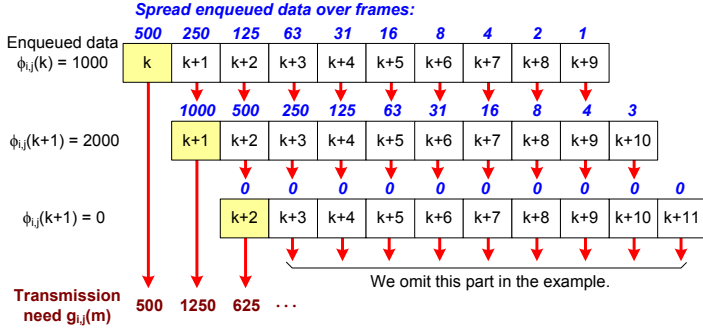 Spread enqueued data over frames:
500 250 125 63 31 16 8 4 2 1
Enqueued data
ϕi,j(k) = 1000
k k+1 k+2 k+3 k+4 k+5 k+6 k+7 k+8 k+9
1000 500 250 125 63 31 16 8 4 3
ϕi,j(k+1) = 2000
k+1 k+2 k+3 k+4 k+5 k+6 k+7 k+8 k+9 k+10
0 0 0 0 0 0 0 0 0 0
ϕi,j(k+1) = 0
k+2 k+3 k+4 k+5 k+6 k+7 k+8 k+9 k+10 k+11
We omit this part in the example.
Transmission
need gi,j(m)
500 1250 625 ···